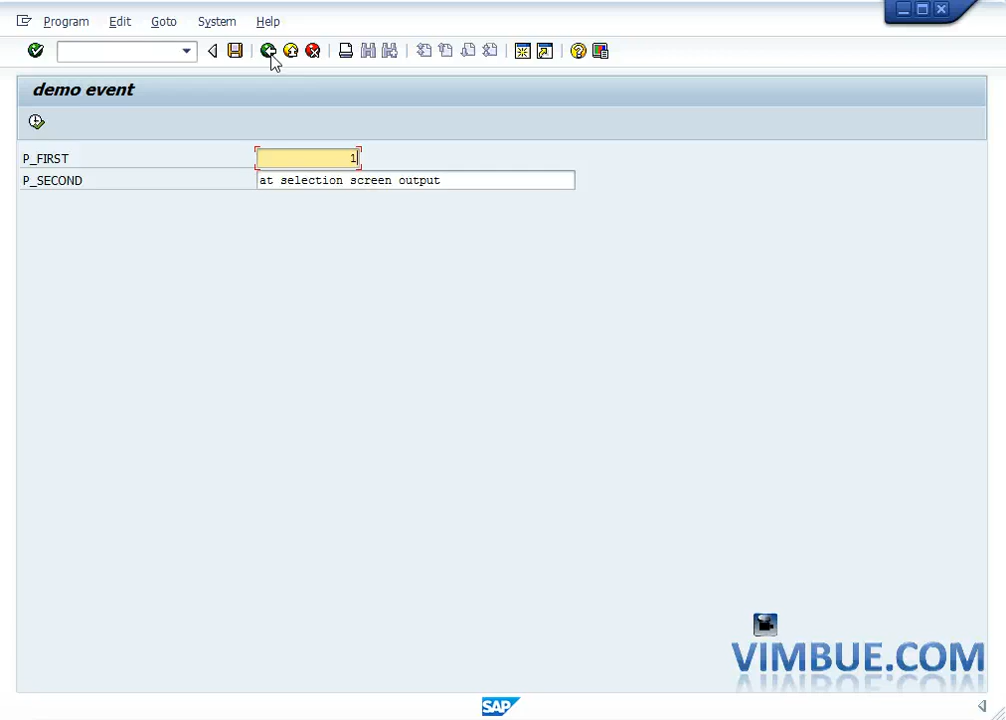 Program Edit Goto System Help
demo event
P_FIRST 1
P_SECOND at selection screen output
VIMBUE.COM
SAP